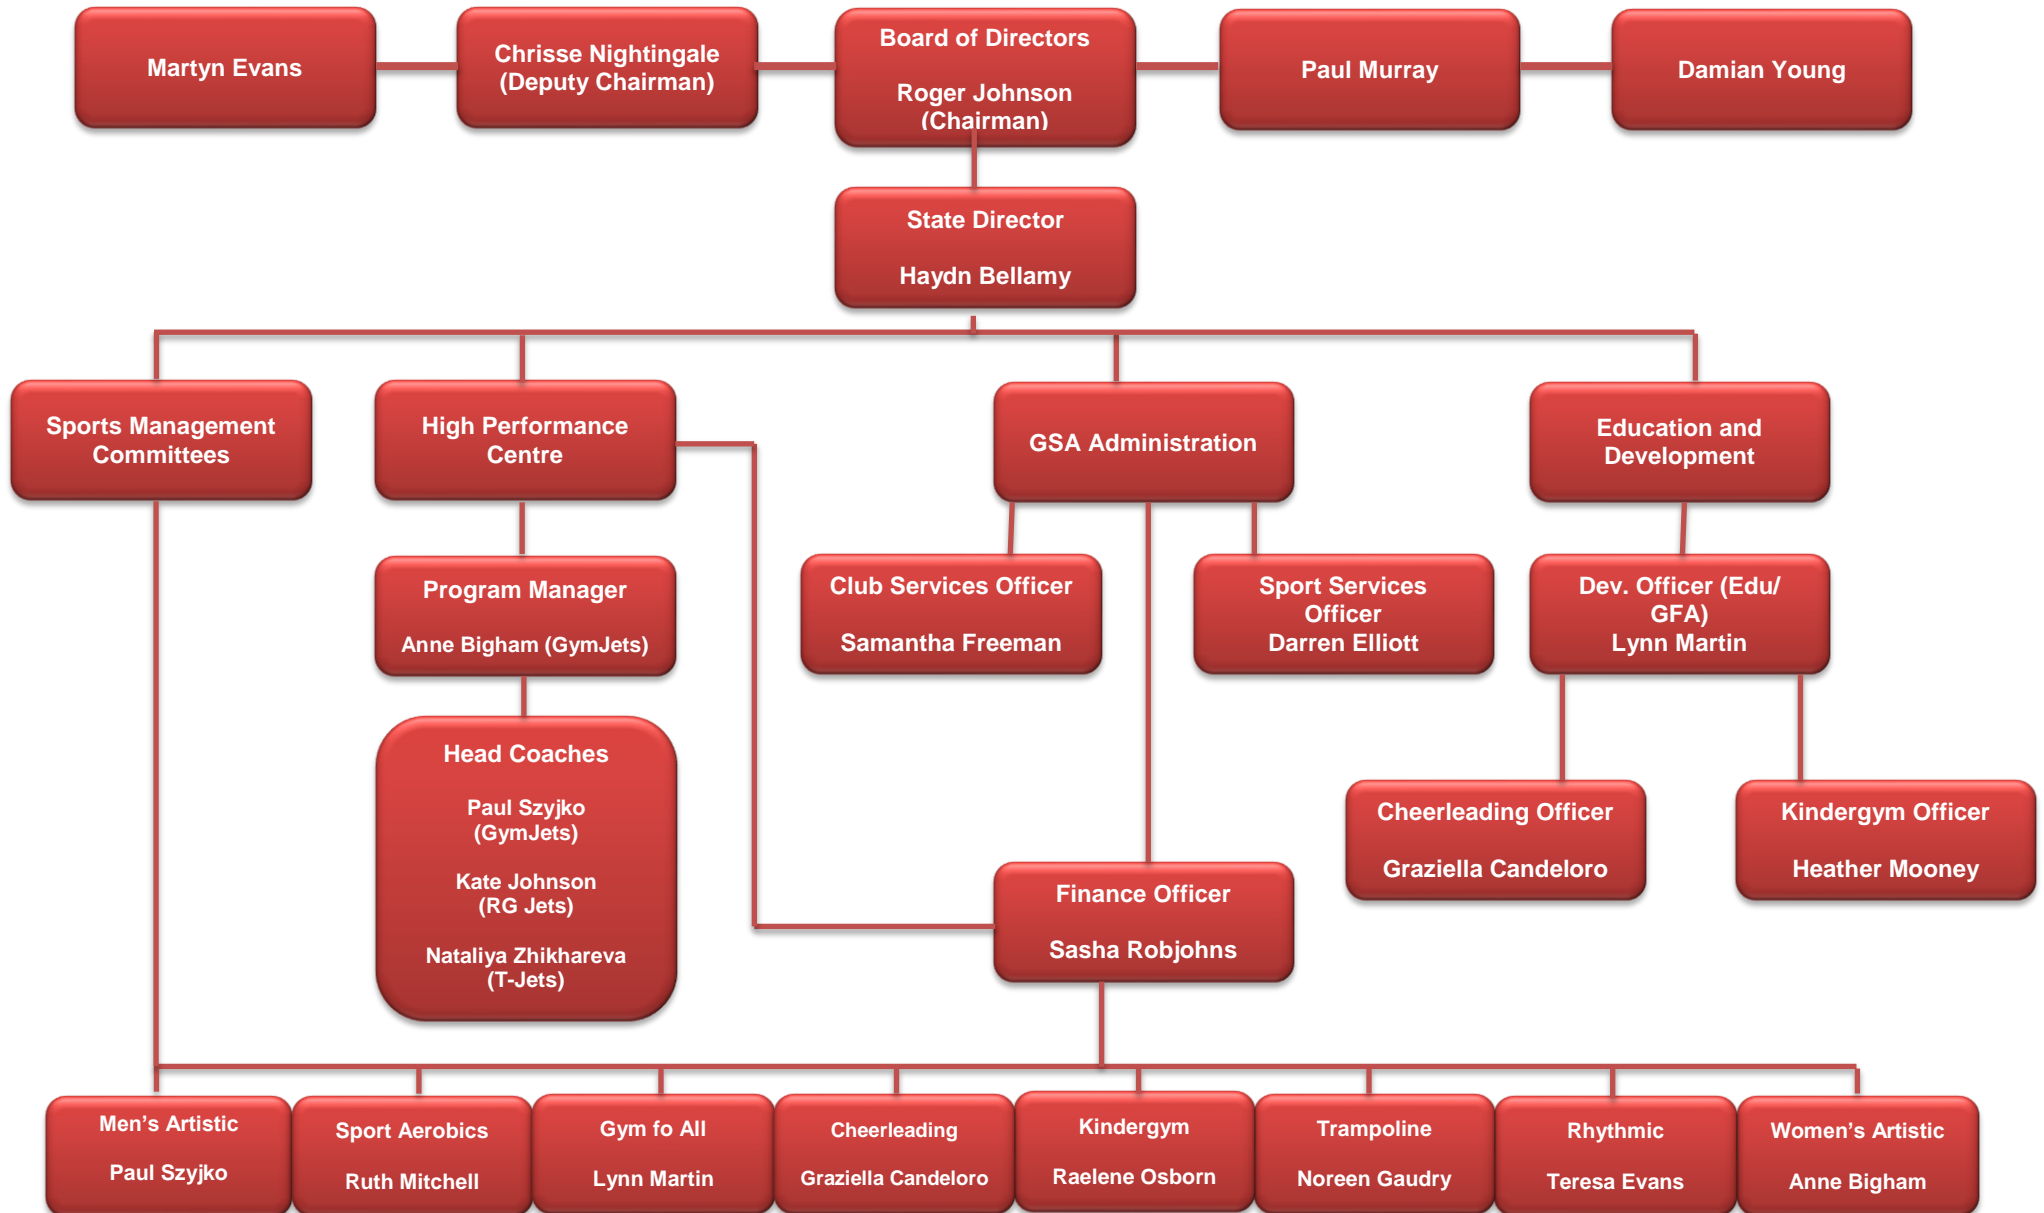 Martyn Evans
Chrisse Nightingale
(Deputy Chairman)
Board of Directors
Roger Johnson
(Chairman)
Paul Murray
Damian Young
State Director
Haydn Bellamy
Sports Management
Committees
High Performance
Centre
GSA Administration
Education and
Development
Program Manager
Anne Bigham (GymJets)
Club Services Officer
Samantha Freeman
Sport Services
Officer
Darren Elliott
Dev. Officer (Edu/
GFA)
Lynn Martin
Head Coaches
Paul Szyjko
(GymJets)
Kate Johnson
(RG Jets)
Nataliya Zhikhareva
(T-Jets)
Cheerleading Officer
Graziella Candeloro
Kindergym Officer
Heather Mooney
Finance Officer
Sasha Robjohns
Men’s Artistic
Paul Szyjko
Sport Aerobics
Ruth Mitchell
Gym fo All
Lynn Martin
Cheerleading
Graziella Candeloro
Kindergym
Raelene Osborn
Trampoline
Noreen Gaudry
Rhythmic
Teresa Evans
Women’s Artistic
Anne Bigham